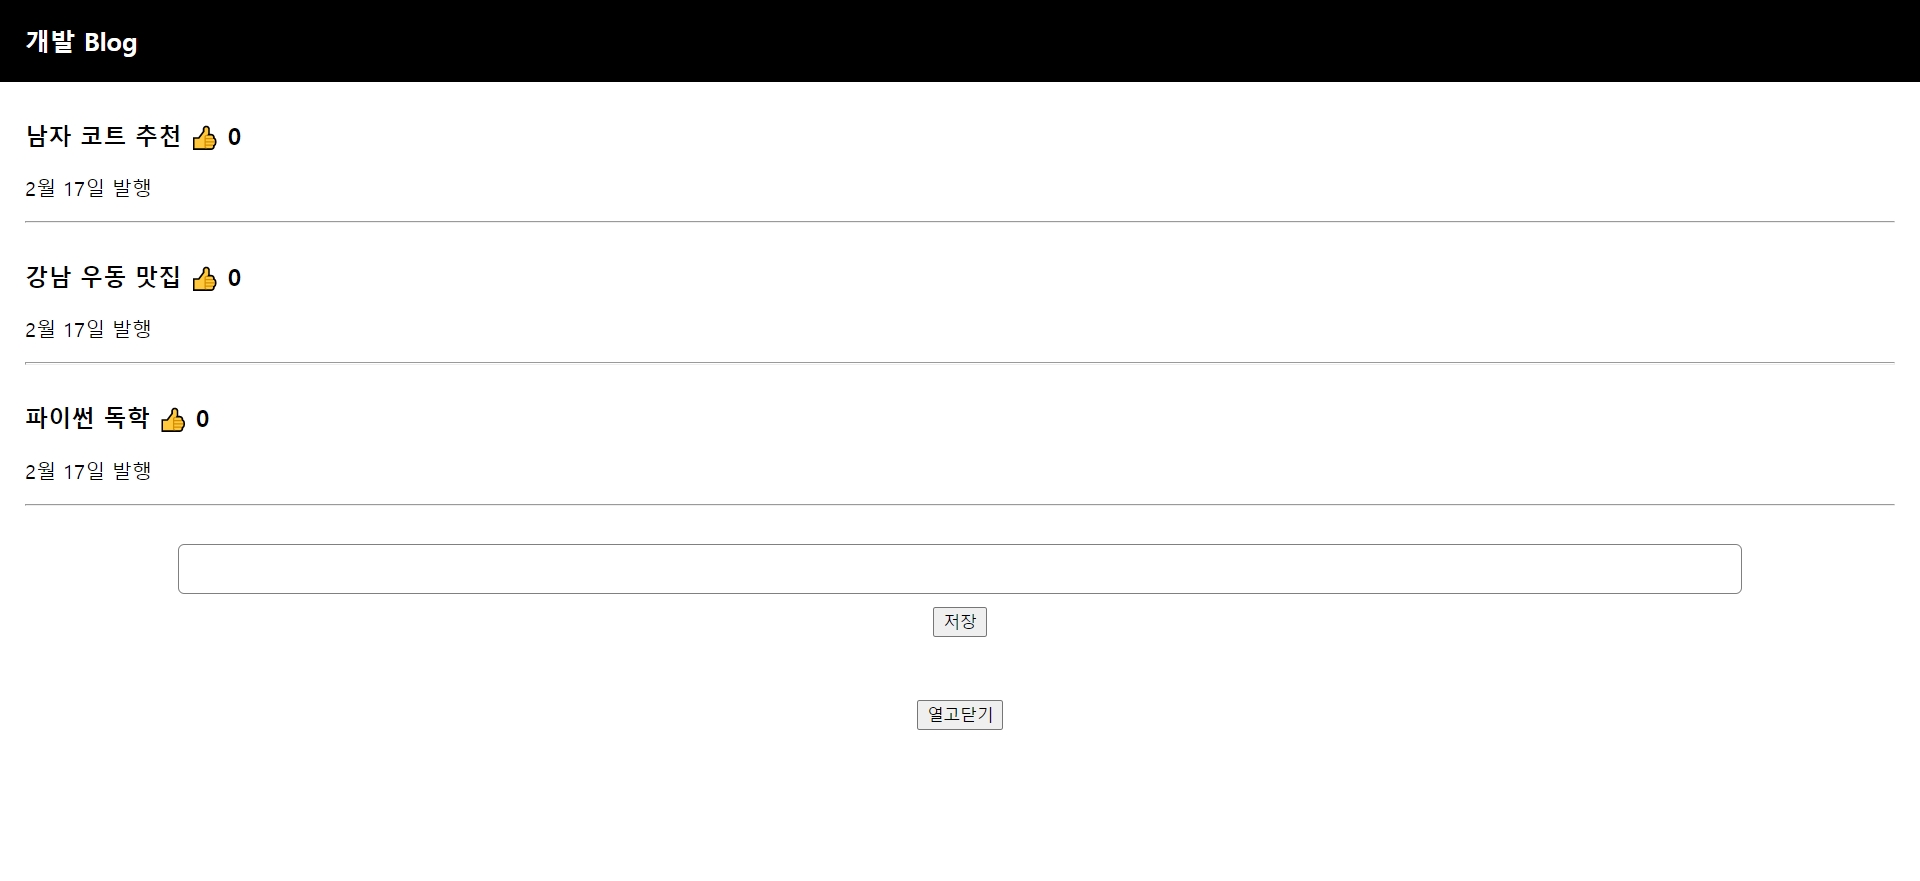 개발 Blog
남자 코트 추천 👍 0
2월 17일 발행
강남 우동 맛집 👍 0
2월 17일 발행
파이썬 독학 👍 0
2월 17일 발행
저장
열고닫기